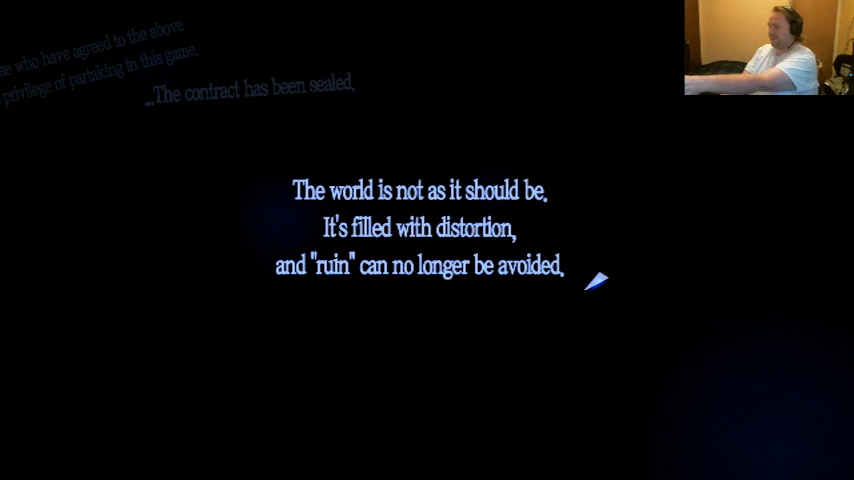 se who have agreed to the above
privilege of partaking in this game.
...The contract has been sealed.
The world is not as it should be.
It's filled with distortion,
and "ruin" can no longer be avoided.